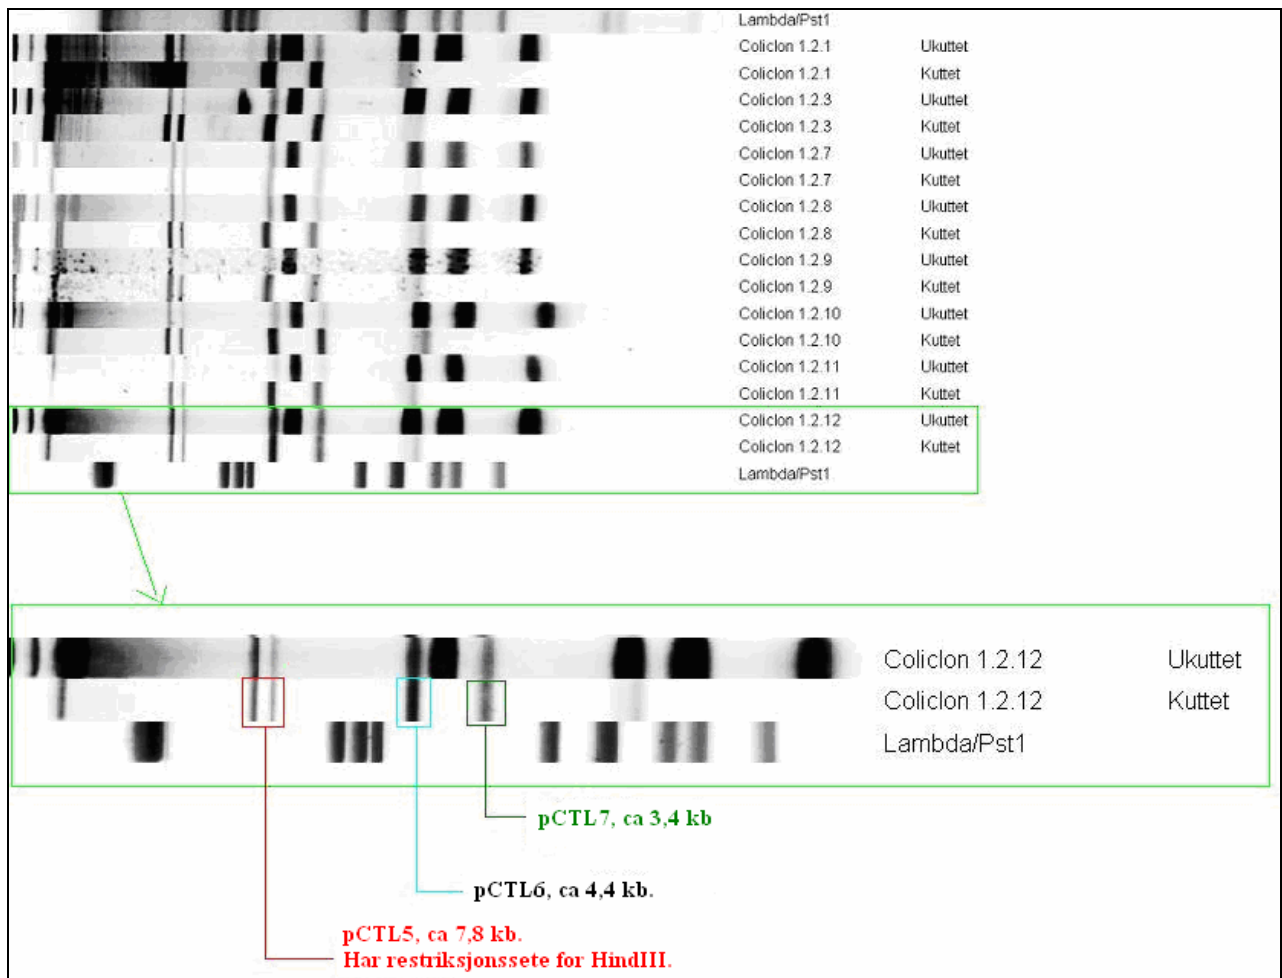 Lambda/Pst1
Coliclon 1.2.1 Ukuttet
Coliclon 1.2.1 Kuttet
Coliclon 1.2.3 Ukuttet
Coliclon 1.2.3 Kuttet
Coliclon 1.2.7 Ukuttet
Coliclon 1.2.7 Kuttet
Coliclon 1.2.8 Ukuttet
Coliclon 1.2.8 Kuttet
Coliclon 1.2.9 Ukuttet
Coliclon 1.2.9 Kuttet
Coliclon 1.2.10 Ukuttet
Coliclon 1.2.10 Kuttet
Coliclon 1.2.11 Ukuttet
Coliclon 1.2.11 Kuttet
Coliclon 1.2.12 Ukuttet
Coliclon 1.2.12 Kuttet
Lambda/Pst1
Coliclon 1.2.12 Ukuttet
Coliclon 1.2.12 Kuttet
Lambda/Pst1
pCTL7, ca 3,4 kb
pCTL6, ca 4,4 kb.
pCTL5, ca 7,8 kb.
Har restriksjonssete for HindIII.